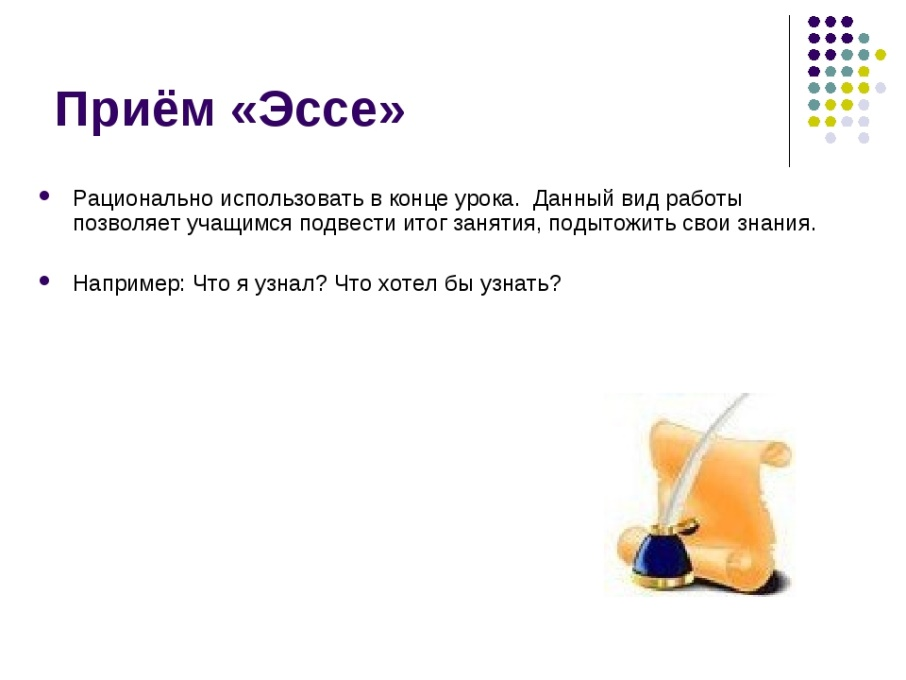 Приём «Эссе»
Рационально использовать в конце урока.  Данный вид работы
позволяет учащимся подвести итог занятия, подытожить свои знания.
Например: Что я узнал? Что хотел бы узнать?